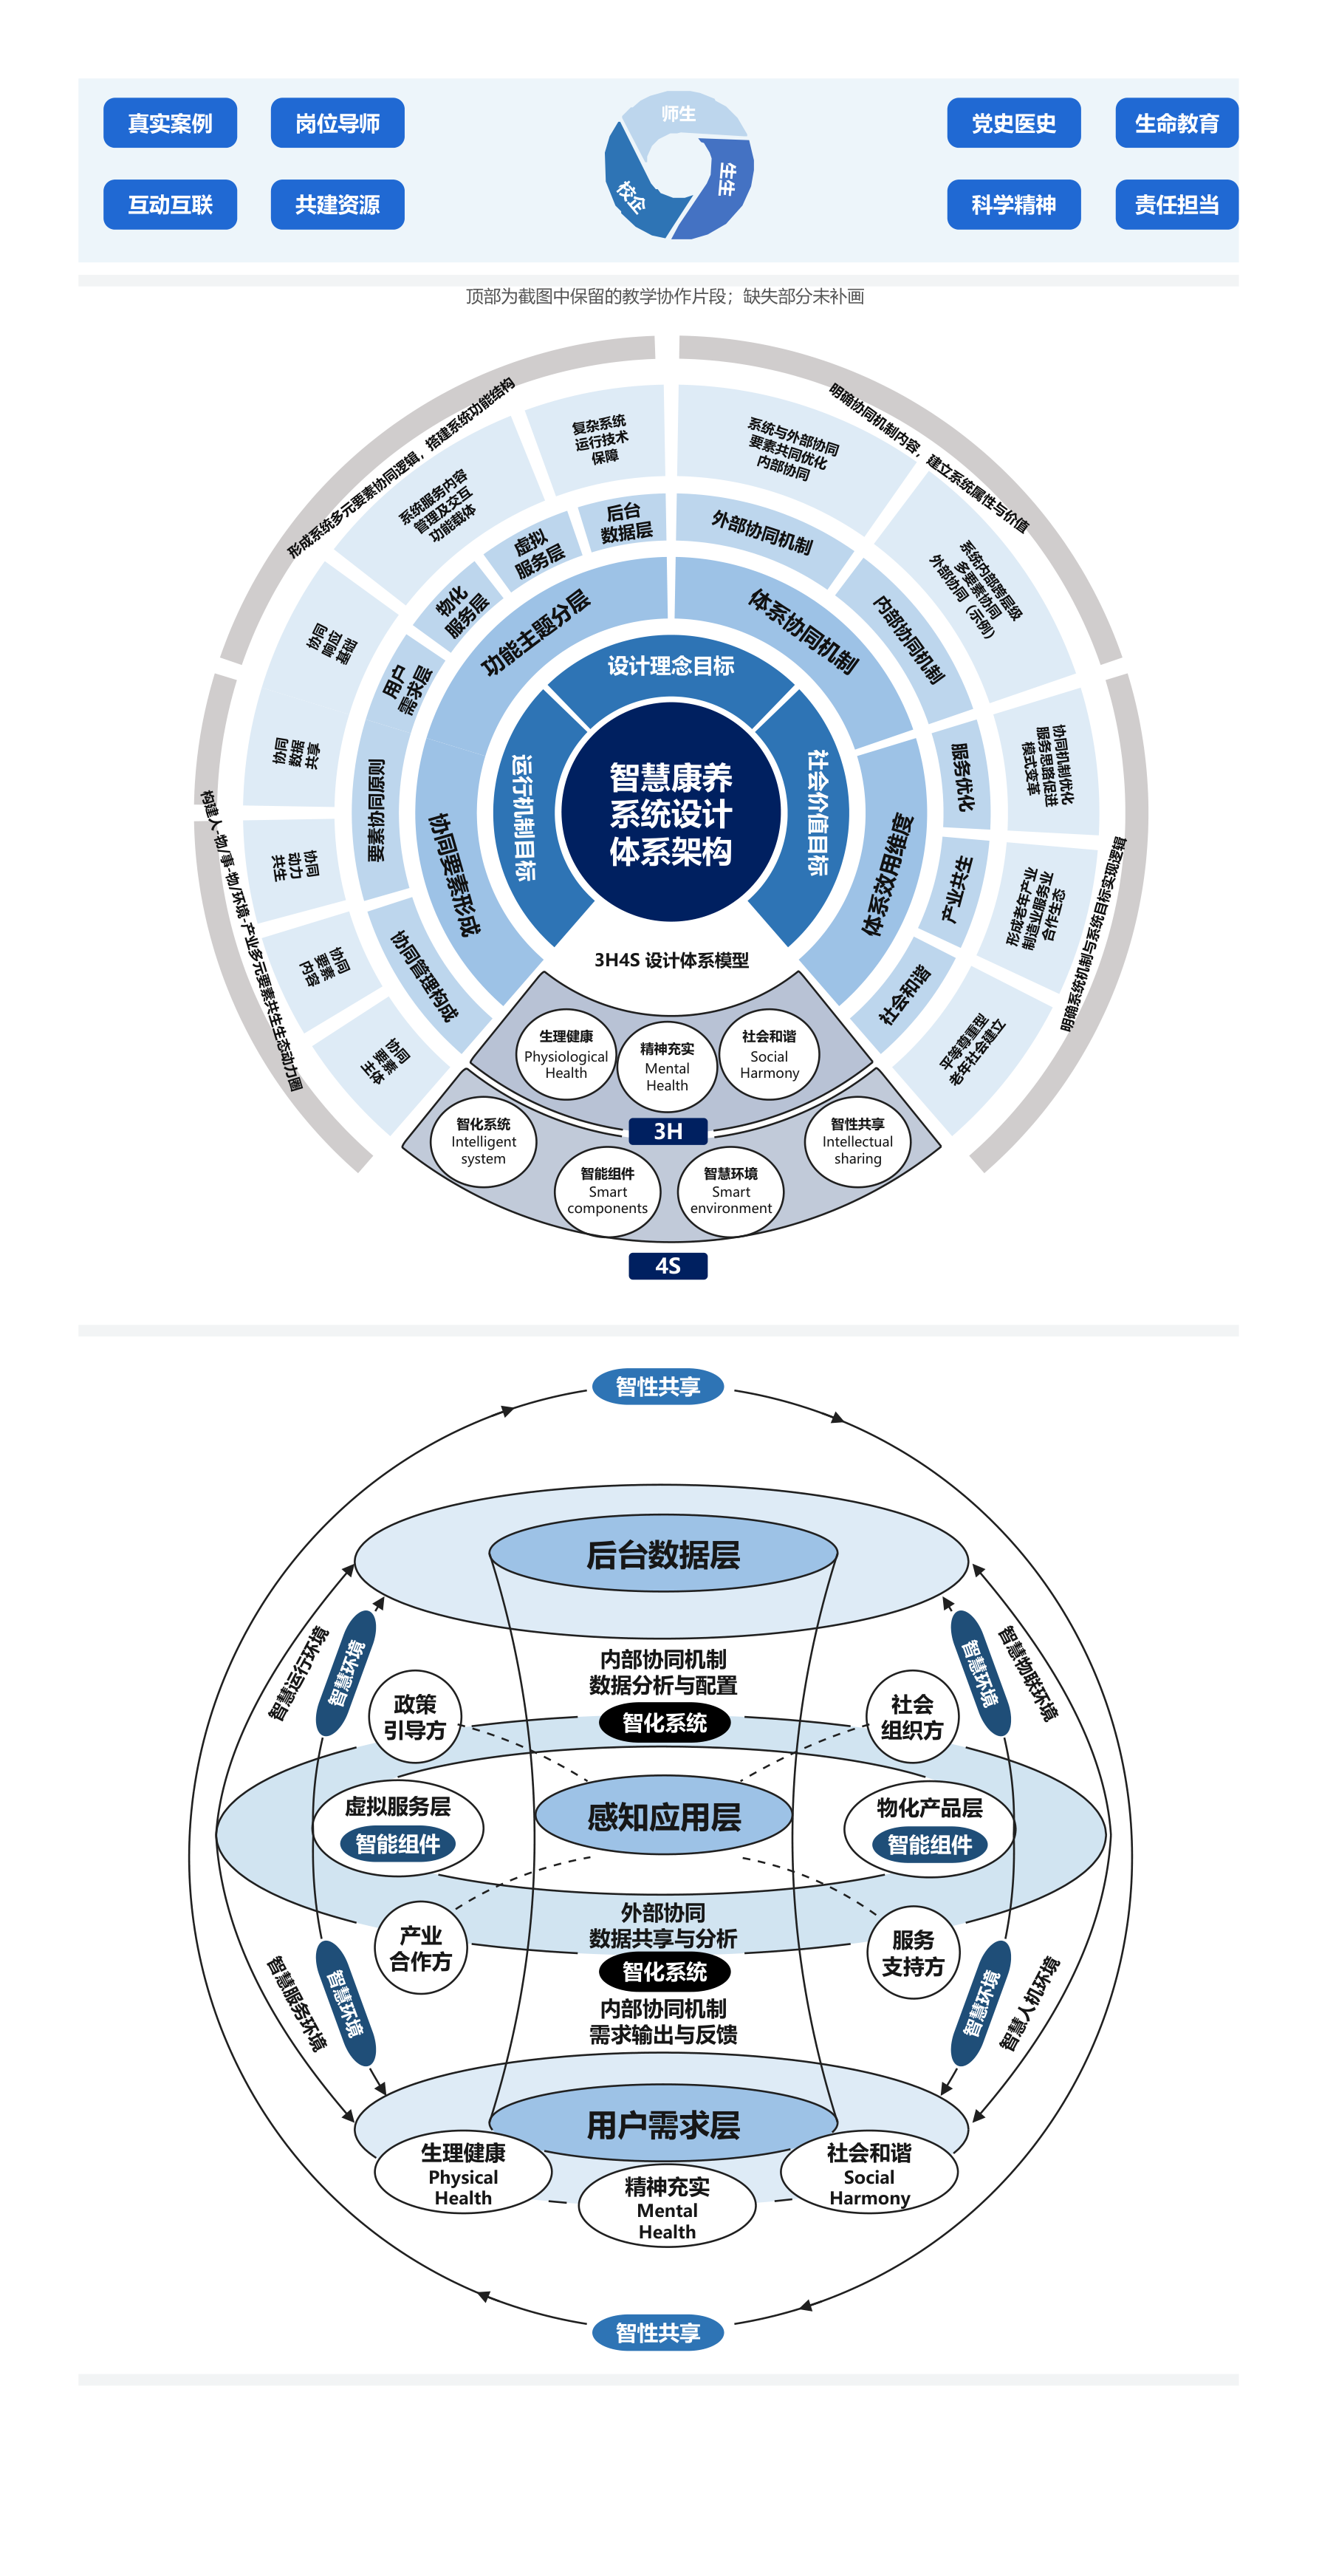 真实案例
岗位导师
党史医史
生命教育
互动互联
共建资源
科学精神
责任担当
师生
生生
校企
顶部为截图中保留的教学协作片段；缺失部分未补画
形成系统多元要素协同逻辑，搭建系统功能结构
明确协同机制内容，建立系统属性与价值
构建人-物/事-物/环境-产业多元要素共生生态动力圈
明确系统机制与系统目标实现逻辑
复杂系统
运行技术
保障
系统服务内容
管理及交互
功能载体
协同
响应
基础
协同
数据
共享
协同
动力
共生
协同
要素
内容
协同
要素
主体
系统与外部协同
要素共同优化
内部协同
系统内部跨层级
多要素协同
外部协同（示例）
协同机制优化
服务思路促进
模式变革
形成老年产业
制造业服务业
合作生态
平等尊重型
老年社会建立
后台
数据层
虚拟
服务层
物化
服务层
用户
需求层
要素协同原则
协同管理构成
外部协同机制
内部协同机制
服务优化
产业共生
社会和谐
功能主题分层
体系协同机制
协同要素形成
体系效用维度
设计理念目标
运行机制目标
社会价值目标
智慧康养
系统设计
体系架构
3H4S 设计体系模型
生理健康
Physiological
Health
精神充实
Mental
Health
社会和谐
Social
Harmony
3H
智化系统
Intelligent
system
智能组件
Smart
components
智慧环境
Smart
environment
智性共享
Intellectual
sharing
4S
智性共享
后台数据层
智慧运行环境
智慧环境
智慧环境
智慧物联环境
内部协同机制
数据分析与配置
智化系统
政策
引导方
社会
组织方
虚拟服务层
智能组件
感知应用层
物化产品层
智能组件
产业
合作方
服务
支持方
外部协同
数据共享与分析
智化系统
内部协同机制
需求输出与反馈
智慧服务环境
智慧环境
智慧环境
智慧人机环境
用户需求层
生理健康
Physical
Health
精神充实
Mental
Health
社会和谐
Social
Harmony
智性共享